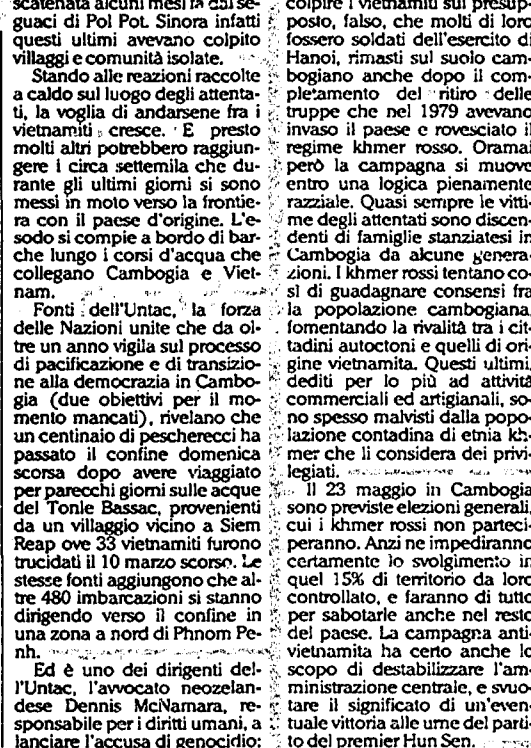 scatenata alcuni mesi fa dai se-
guaci di Pol Pot. Sinora infatti
questi ultimi avevano colpito
villaggi e comunità isolate.
Stando alle reazioni raccolte
a caldo sul luogo degli attenta-
ti, la voglia di andarsene fra i
vietnamiti cresce. E presto
molti altri potrebbero raggiun-
gere i circa settemila che du-
rante gli ultimi giorni si sono
messi in moto verso la frontie-
ra con il paese d'origine. L'e-
sodo si compie a bordo di bar-
che lungo i corsi d'acqua che
collegano Cambogia e Viet-
nam.
Fonti dell'Untac, la forza
delle Nazioni unite che da ol-
tre un anno vigila sul processo
di pacificazione e di transizio-
ne alla democrazia in Cambo-
gia (due obiettivi per il mo-
mento mancati), rivelano che
un centinaio di pescherecci ha
passato il confine domenica
scorsa dopo avere viaggiato
per parecchi giorni sulle acque
del Tonle Bassac, provenienti
da un villaggio vicino a Siem
Reap ove 33 vietnamiti furono
trucidati il 10 marzo scorso. Le
stesse fonti aggiungono che al-
tre 480 imbarcazioni si stanno
dirigendo verso il confine in
una zona a nord di Phnom Pe-
nh.
Ed è uno dei dirigenti del-
l'Untac, l'avvocato neozelan-
dese Dennis McNamara, re-
sponsabile per i diritti umani, a
lanciare l'accusa di genocidio:
colpire i vietnamiti sul presup-
posto, falso, che molti di loro
fossero soldati dell'esercito di
Hanoi, rimasti sul suolo cam-
bogiano anche dopo il com-
pletamento del ritiro delle
truppe che nel 1979 avevano
invaso il paese e rovesciato il
regime khmer rosso. Oramai
però la campagna si muove
entro una logica pienamente
razziale. Quasi sempre le vitti-
me degli attentati sono discen-
denti di famiglie stanziatesi in
Cambogia da alcune genera-
zioni. I khmer rossi tentano co-
sì di guadagnare consensi fra
la popolazione cambogiana,
fomentando la rivalità tra i cit-
tadini autoctoni e quelli di ori-
gine vietnamita. Questi ultimi,
dediti per lo più ad attività
commerciali ed artigianali, so-
no spesso malvisti dalla popo-
lazione contadina di etnia kh-
mer che li considera dei privi-
legiati.
Il 23 maggio in Cambogia
sono previste elezioni generali,
cui i khmer rossi non parteci-
peranno. Anzi ne impediranno
certamente lo svolgimento in
quel 15% di territorio da loro
controllato, e faranno di tutto
per sabotarle anche nel resto
del paese. La campagna anti-
vietnamita ha certo anche lo
scopo di destabilizzare l'am-
ministrazione centrale, e svuo-
tare il significato di un'even-
tuale vittoria alle urne del parti-
to del premier Hun Sen.